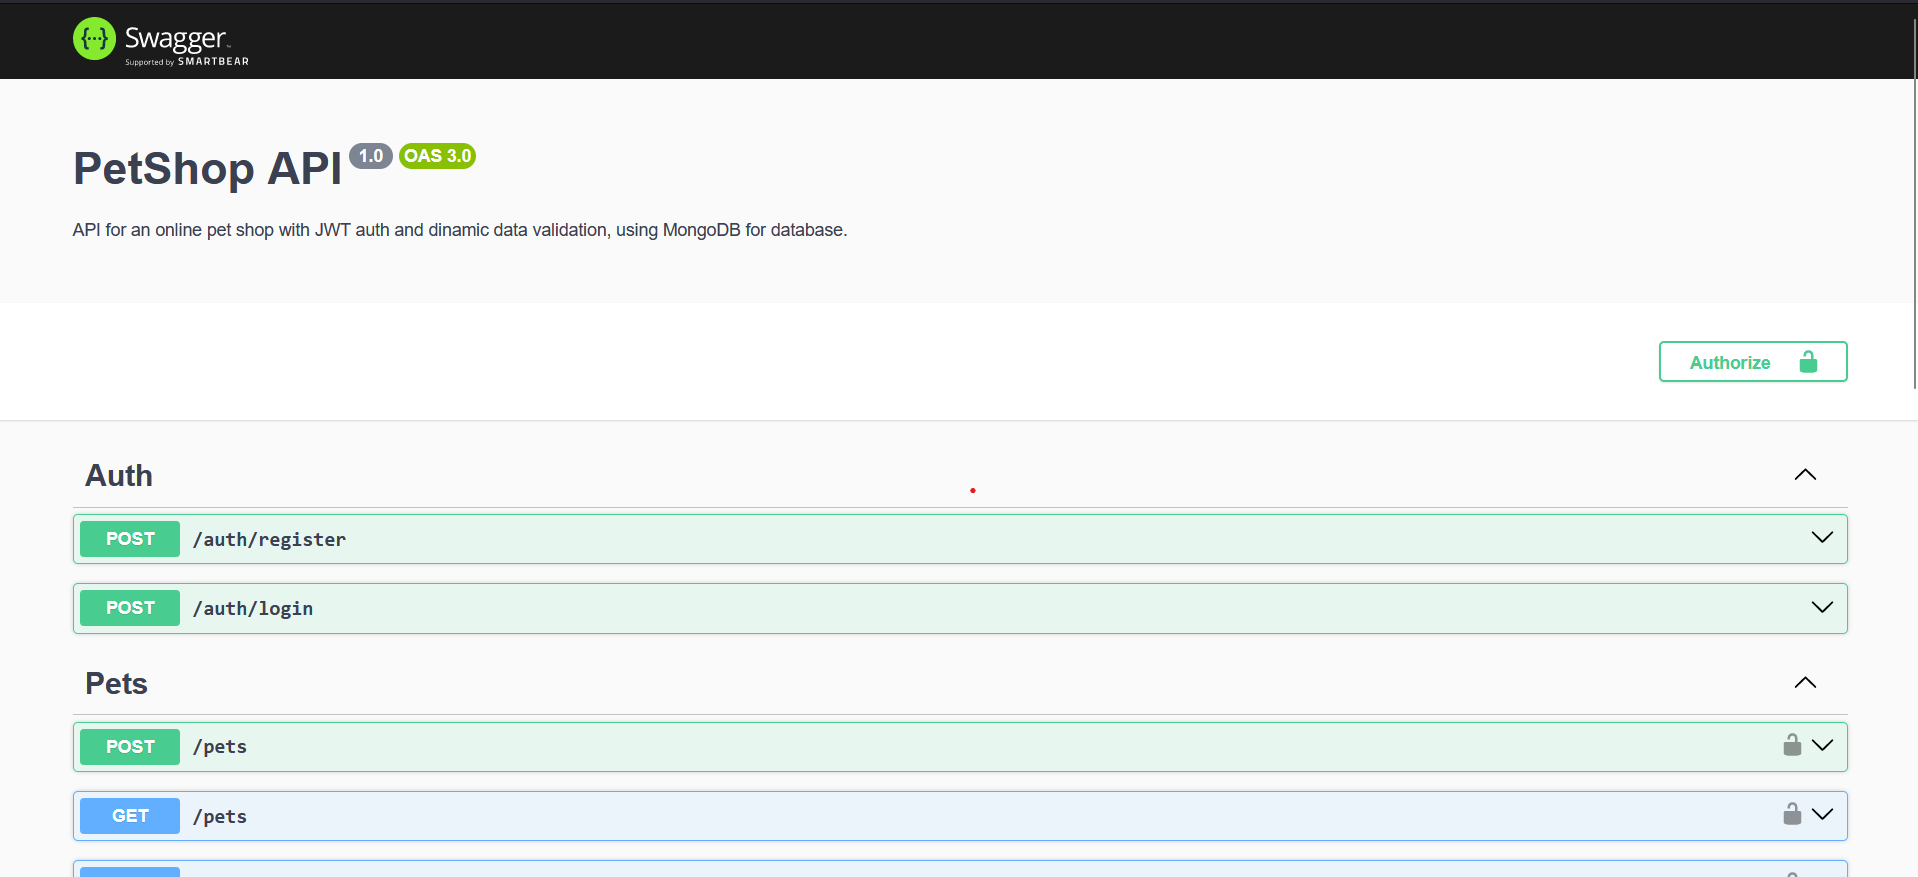 Swagger
Supported by SMARTBEAR
PetShop API 1.0 OAS 3.0
API for an online pet shop with JWT auth and dinamic data validation, using MongoDB for database.
Authorize
Auth
POST /auth/register
POST /auth/login
Pets
POST /pets
GET /pets